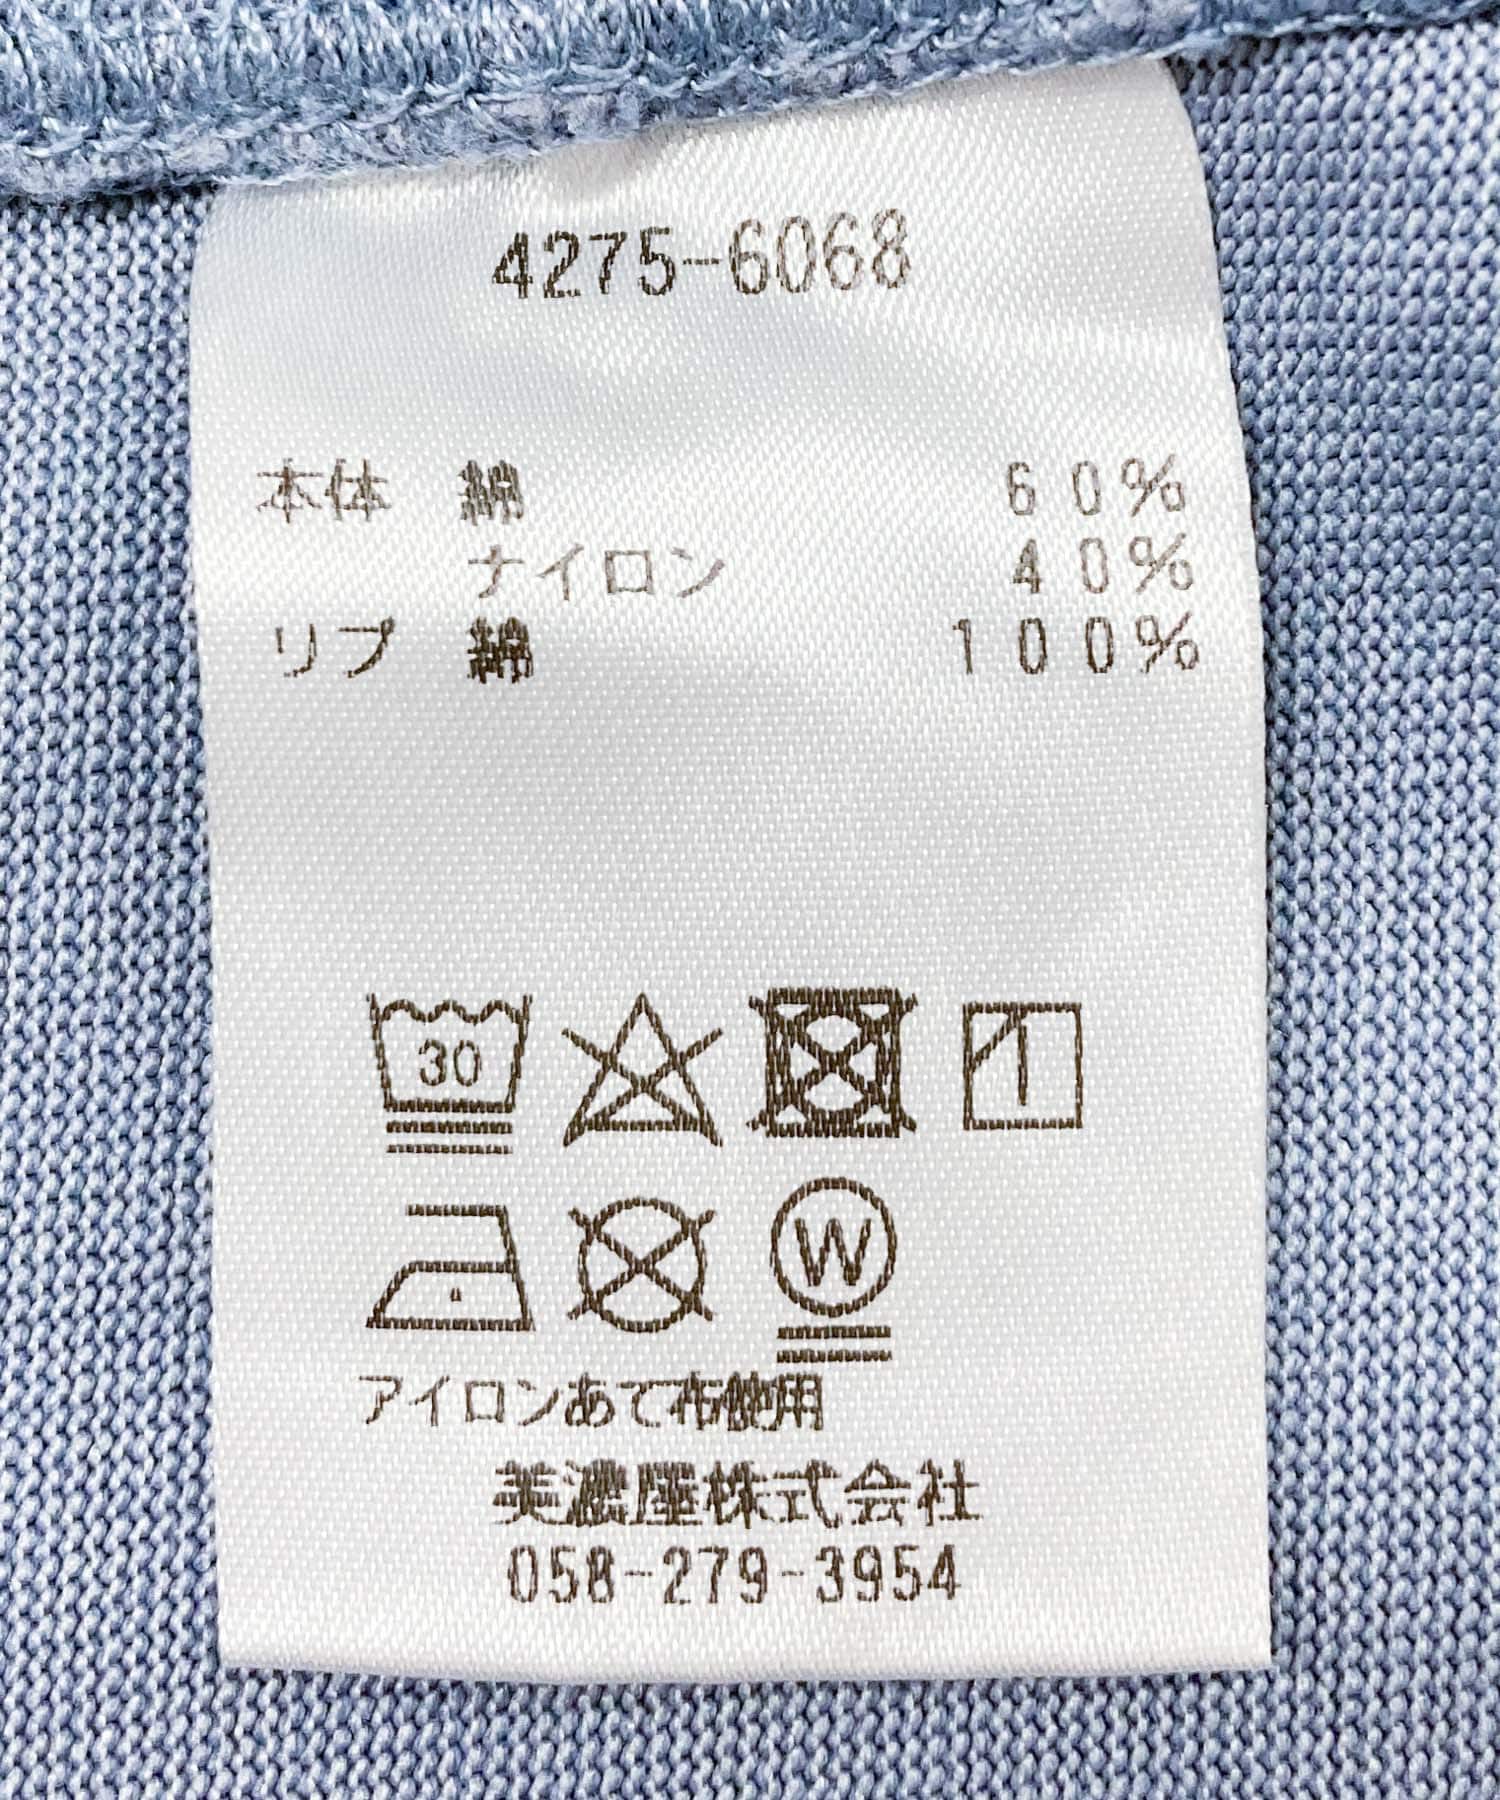 4275-6068
本体 綿 60%
ナイロン 40%
リブ 綿 100%
30
W
アイロンあて布使用
美濃屋株式会社
058-279-3954